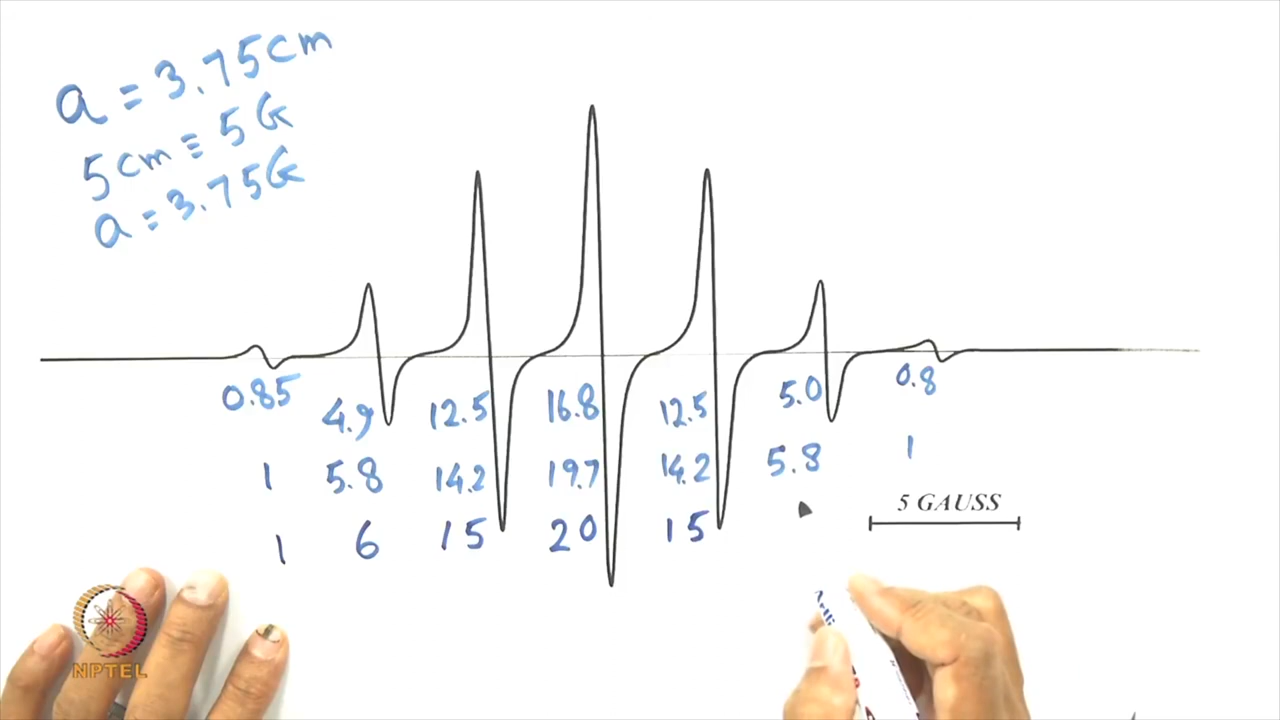 a = 3.75cm
5cm ≡ 5G
a = 3.75G
0.85 4.9 12.5 16.8 12.5 5.0 0.8
1 5.8 14.2 19.7 14.2 5.8 1
1 6 15 20 15
5 GAUSS
NPTEL